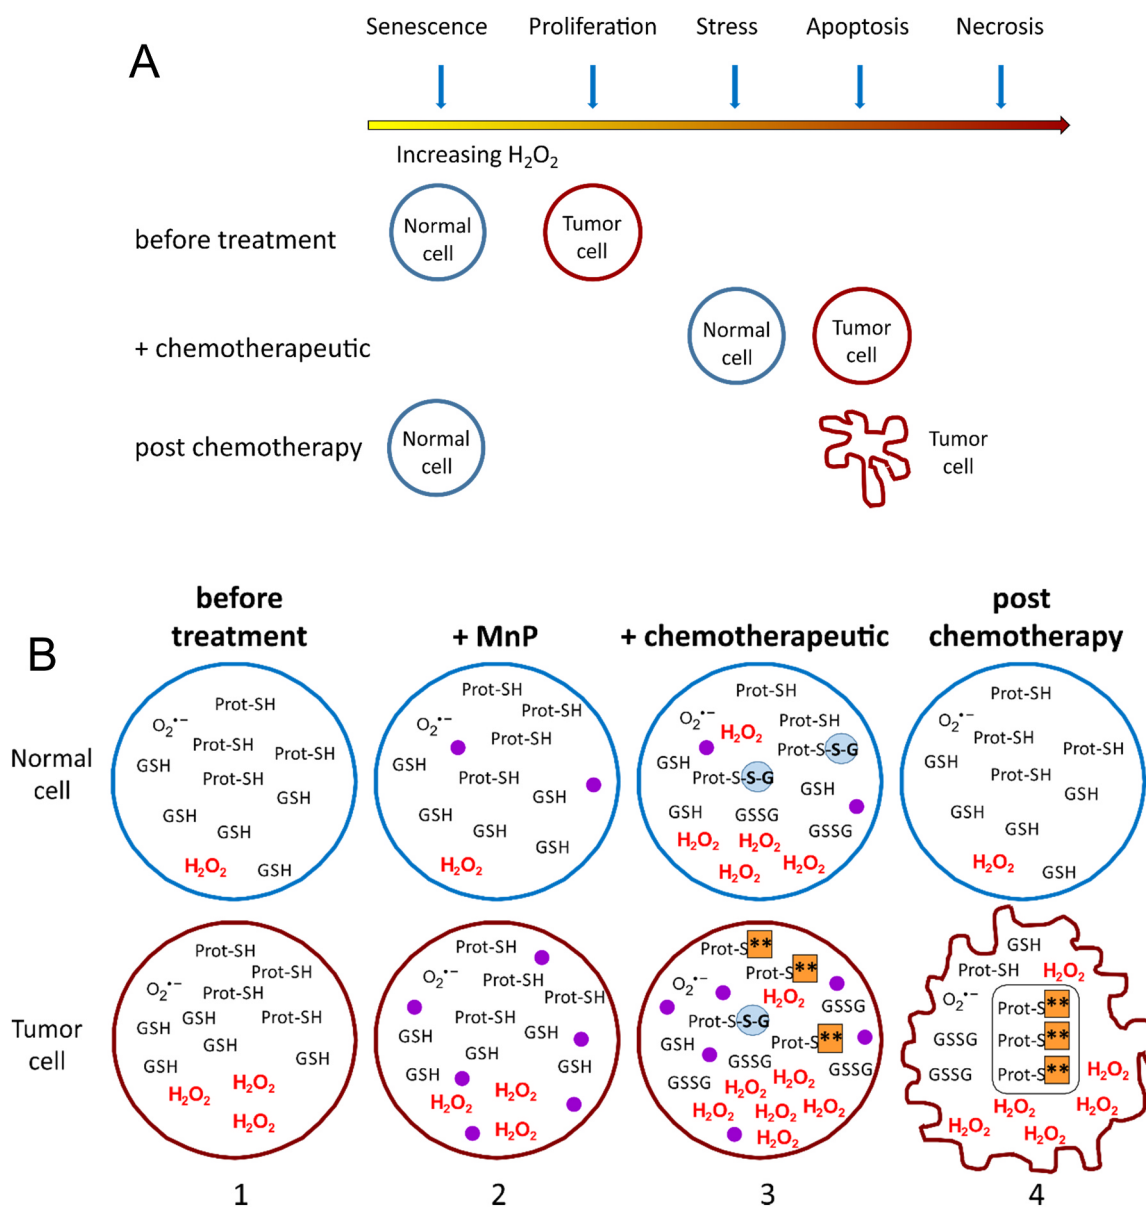 A
Senescence
Proliferation
Stress
Apoptosis
Necrosis
Increasing H₂O₂
before treatment
Normal
cell
Tumor
cell
+ chemotherapeutic
Normal
cell
Tumor
cell
post chemotherapy
Normal
cell
Tumor
cell
B
before
treatment
+ MnP
+ chemotherapeutic
post
chemotherapy
Normal
cell
Prot-SH
O₂•−
Prot-SH
Prot-SH
GSH
Prot-SH
GSH
GSH
GSH
H₂O₂
GSH
Prot-SH
Prot-SH
O₂•−
Prot-SH
GSH
Prot-SH
GSH
GSH
GSH
GSH
H₂O₂
Prot-SH
O₂•−
Prot-SH
H₂O₂
Prot-S-S-G
GSH
Prot-S-S-G
GSH
GSH
GSSG
GSSG
H₂O₂
H₂O₂
H₂O₂
H₂O₂
Prot-SH
O₂•−
Prot-SH
Prot-SH
GSH
Prot-SH
GSH
GSH
GSH
H₂O₂
GSH
Tumor
cell
Prot-SH
Prot-SH
O₂•−
Prot-SH
GSH
GSH
Prot-SH
GSH
GSH
GSH
H₂O₂
H₂O₂
H₂O₂
Prot-SH
O₂•−
Prot-SH
Prot-SH
Prot-SH
GSH
GSH
GSH
H₂O₂
H₂O₂
H₂O₂
Prot-S**
Prot-S**
O₂•−
H₂O₂
GSSG
Prot-S-S-G
GSH
Prot-S**
GSSG
GSSG
GSSG
H₂O₂
H₂O₂
H₂O₂
H₂O₂
H₂O₂
H₂O₂
GSH
Prot-SH
H₂O₂
O₂•−
Prot-S**
GSSG
Prot-S**
GSSG
Prot-S**
H₂O₂
H₂O₂
H₂O₂
H₂O₂
H₂O₂
1
2
3
4